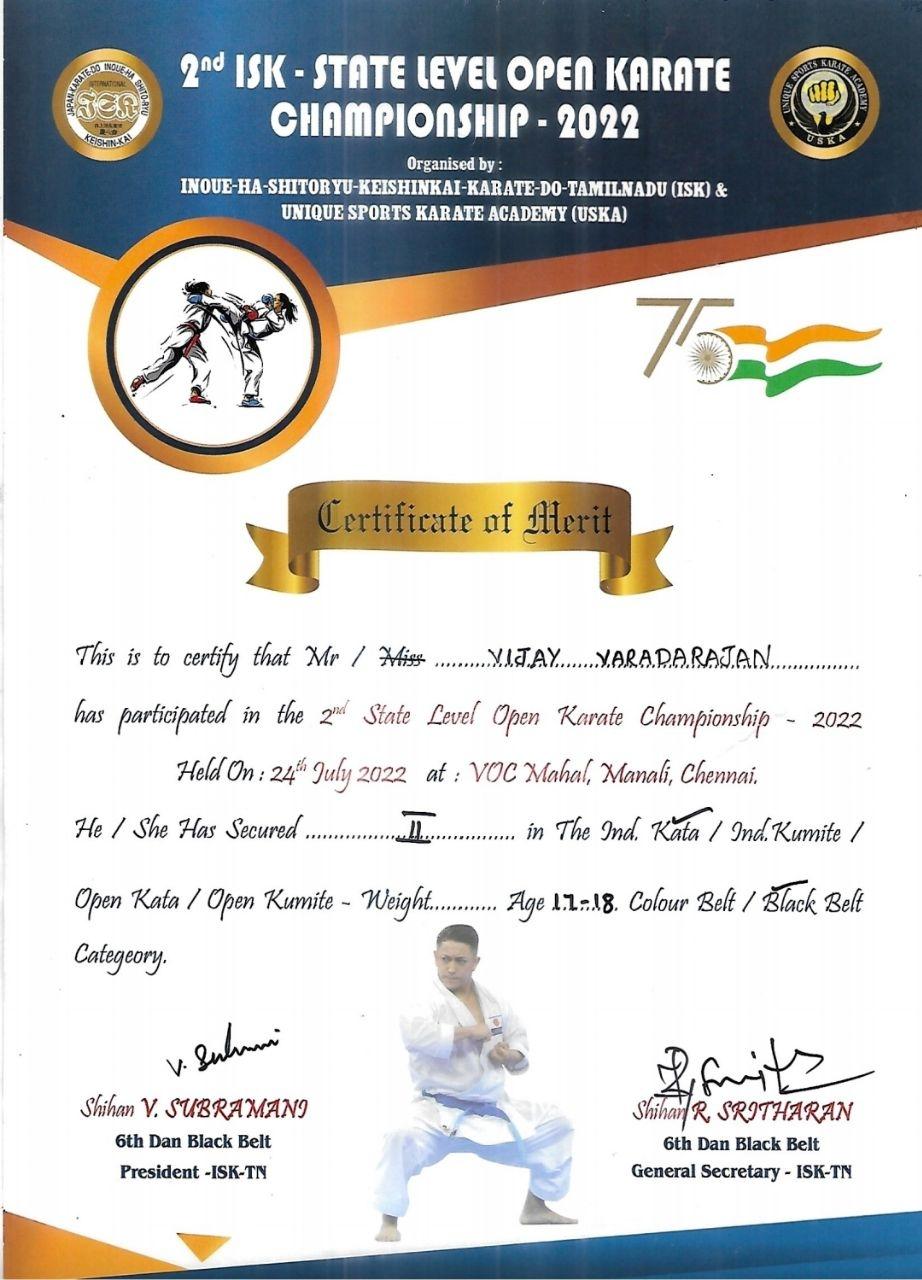 2nd ISK - STATE LEVEL OPEN KARATE
CHAMPIONSHIP - 2022
Organised by :
INOUE-HA-SHITORYU-KEISHINKAI-KARATE-DO-TAMILNADU (ISK) &
UNIQUE SPORTS KARATE ACADEMY (USKA)
JAPAN KARATE-DO INOUE-HA SHITO-RYU
INTERNATIONAL
ISK
KEISHIN-KAI
UNIQUE SPORTS KARATE ACADEMY
USKA
75
Certificate of Merit
This is to certify that Mr / Miss ..........VIJAY......VARADARAJAN................
has participated in the 2nd State Level Open Karate Championship - 2022
Held On : 24th July 2022 at : VOC Mahal, Manali, Chennai.
He / She Has Secured ..................II................. in The Ind. Kata / Ind.Kumite /
Open Kata / Open Kumite - Weight............ Age 17-18. Colour Belt / Black Belt
Categeory.
V. Subramani
Shihan V. SUBRAMANI
6th Dan Black Belt
President -ISK-TN
Shihan R. SRITHARAN
6th Dan Black Belt
General Secretary - ISK-TN